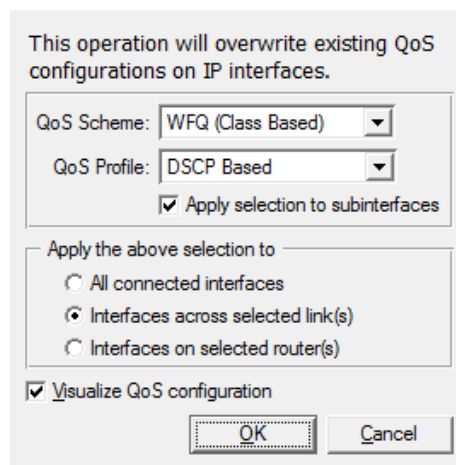 This operation will overwrite existing QoS
configurations on IP interfaces.
QoS Scheme: WFQ (Class Based)
QoS Profile: DSCP Based
Apply selection to subinterfaces
Apply the above selection to
All connected interfaces
Interfaces across selected link(s)
Interfaces on selected router(s)
Visualize QoS configuration
OK Cancel